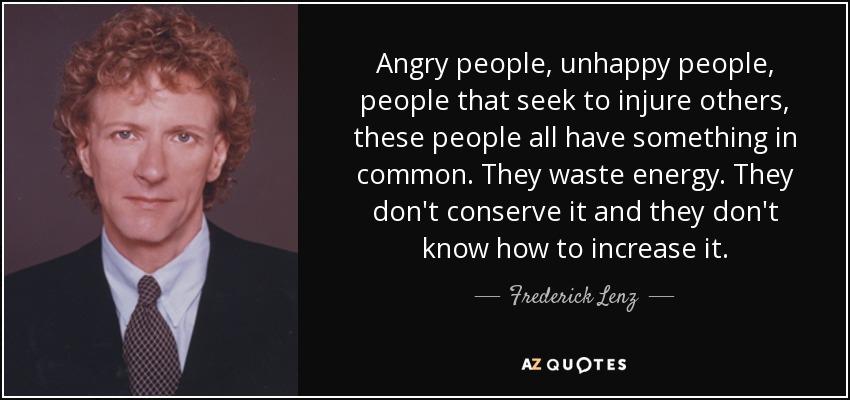 Angry people, unhappy people,
people that seek to injure others,
these people all have something in
common. They waste energy. They
don't conserve it and they don't
know how to increase it.
Frederick Lenz
AZ QUOTES